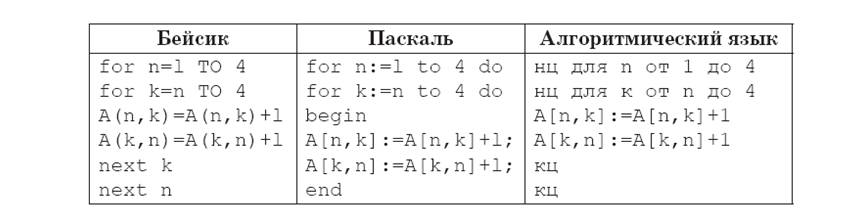 Бейсик
Паскаль
Алгоритмический язык
for n=l TO 4
for k=n TO 4
A(n,k)=A(n,k)+l
A(k,n)=A(k,n)+l
next k
next n
for n:=l to 4 do
for k:=n to 4 do
begin
A[n,k]:=A[n,k]+l;
A[k,n]:=A[k,n]+l;
end
нц для n от 1 до 4
нц для к от n до 4
A[n,k]:=A[n,k]+1
A[k,n]:=A[k,n]+1
кц
кц